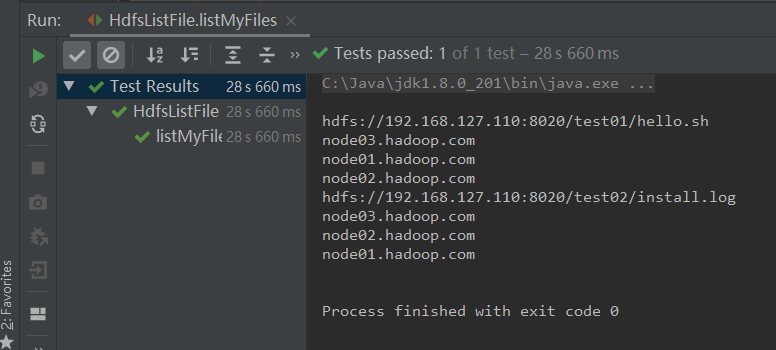 Run: HdfsListFile.listMyFiles ×
» Tests passed: 1 of 1 test – 28 s 660 ms
Test Results 28 s 660 ms
HdfsListFile 28 s 660 ms
listMyFile 28 s 660 ms
C:\Java\jdk1.8.0_201\bin\java.exe ...
hdfs://192.168.127.110:8020/test01/hello.sh
node03.hadoop.com
node01.hadoop.com
node02.hadoop.com
hdfs://192.168.127.110:8020/test02/install.log
node03.hadoop.com
node02.hadoop.com
node01.hadoop.com
Process finished with exit code 0
2: Favorites